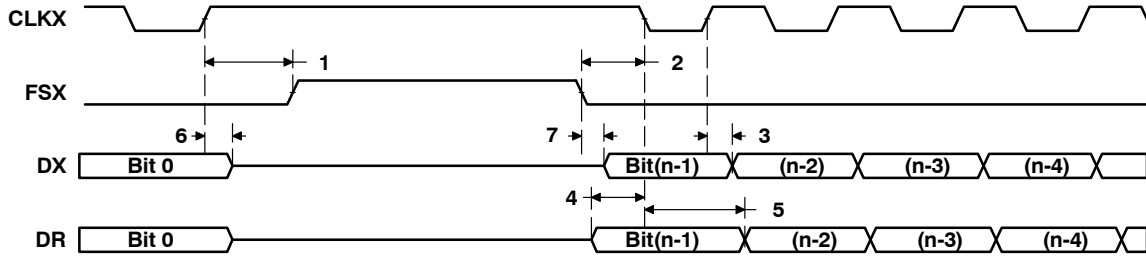 CLKX
1 2
FSX
6 7 3
DX Bit 0 Bit(n-1) (n-2) (n-3) (n-4)
4 5
DR Bit 0 Bit(n-1) (n-2) (n-3) (n-4)